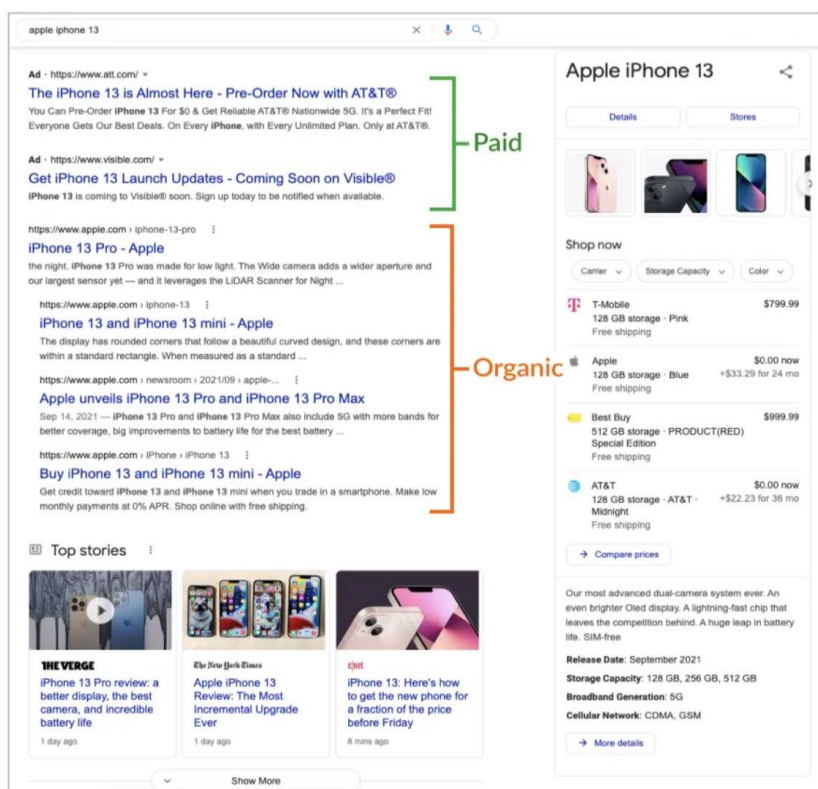 apple iphone 13
Ad · https://www.att.com/
The iPhone 13 is Almost Here - Pre-Order Now with AT&T®
You Can Pre-Order iPhone 13 For $0 & Get Reliable AT&T® Nationwide 5G. It's a Perfect Fit!
Everyone Gets Our Best Deals. On Every iPhone, with Every Unlimited Plan. Only at AT&T®.
Ad · https://www.visible.com/
Get iPhone 13 Launch Updates - Coming Soon on Visible®
iPhone 13 is coming to Visible® soon. Sign up today to be notified when available.
Paid
https://www.apple.com › iphone-13-pro
iPhone 13 Pro - Apple
the night. iPhone 13 Pro was made for low light. The Wide camera adds a wider aperture and
our largest sensor yet — and it leverages the LiDAR Scanner for Night ...
https://www.apple.com › iphone-13
iPhone 13 and iPhone 13 mini - Apple
The display has rounded corners that follow a beautiful curved design, and these corners are
within a standard rectangle. When measured as a standard ...
https://www.apple.com › newsroom › 2021/09 › apple-...
Apple unveils iPhone 13 Pro and iPhone 13 Pro Max
Sep 14, 2021 — iPhone 13 Pro and iPhone 13 Pro Max also include 5G with more bands for
better coverage, big improvements to battery life for the best battery ...
https://www.apple.com › iPhone › iPhone 13
Buy iPhone 13 and iPhone 13 mini - Apple
Get credit toward iPhone 13 and iPhone 13 mini when you trade in a smartphone. Make low
monthly payments at 0% APR. Shop online with free shipping.
Organic
Top stories
THE VERGE
iPhone 13 Pro review: a
better display, the best
camera, and incredible
battery life
1 day ago
The New York Times
Apple iPhone 13
Review: The Most
Incremental Upgrade
Ever
1 day ago
c|net
iPhone 13: Here's how
to get the new phone for
a fraction of the price
before Friday
8 mins ago
Show More
Apple iPhone 13
Details
Stores
Shop now
Carrier
Storage Capacity
Color
T-Mobile $799.99
128 GB storage · Pink
Free shipping
Apple $0.00 now
128 GB storage · Blue +$33.29 for 24 mo
Free shipping
Best Buy $999.99
512 GB storage · PRODUCT(RED)
Special Edition
Free shipping
AT&T $0.00 now
128 GB storage · AT&T · +$22.23 for 36 mo
Midnight
Free shipping
Compare prices
Our most advanced dual-camera system ever. An
even brighter Oled display. A lightning-fast chip that
leaves the competition behind. A huge leap in battery
life. SIM-free
Release Date: September 2021
Storage Capacity: 128 GB, 256 GB, 512 GB
Broadband Generation: 5G
Cellular Network: CDMA, GSM
More details